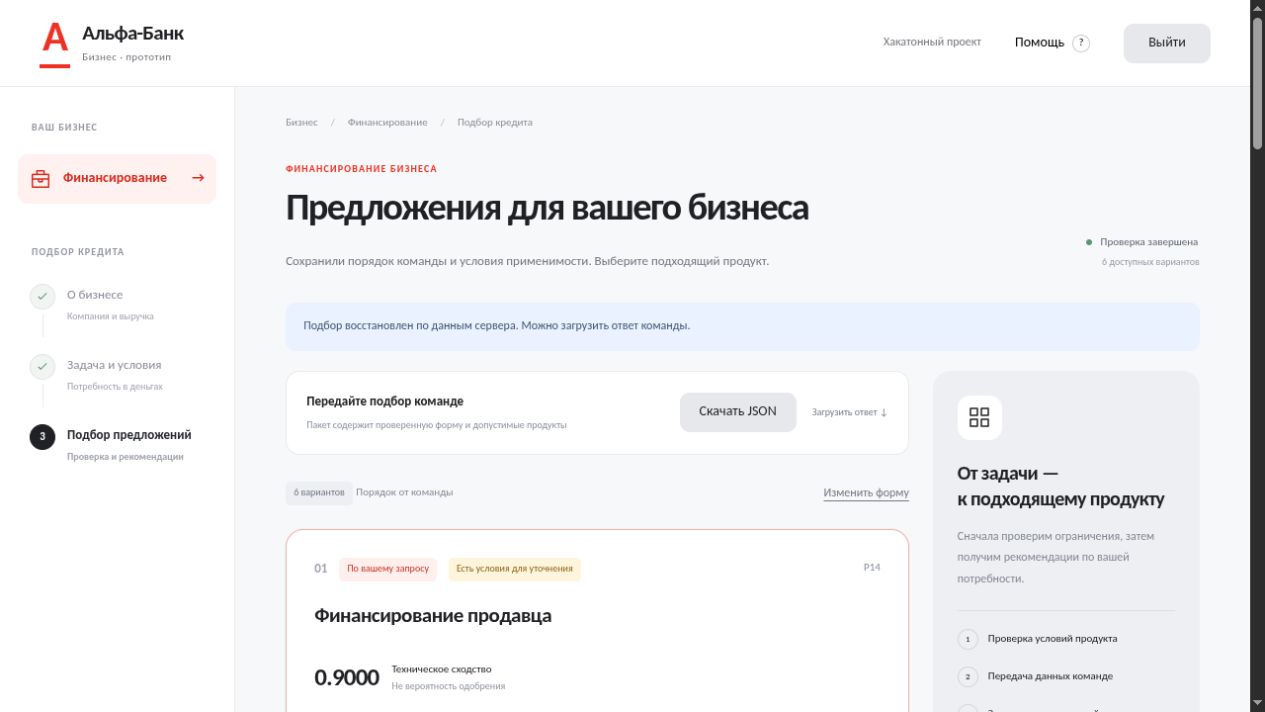 А
Альфа-Банк
Бизнес · прототип
Хакатонный проект
Помощь ?
Выйти
ВАШ БИЗНЕС
Финансирование →
ПОДБОР КРЕДИТА
О бизнесе
Компания и выручка
Задача и условия
Потребность в деньгах
3 Подбор предложений
Проверка и рекомендации
Бизнес / Финансирование / Подбор кредита
ФИНАНСИРОВАНИЕ БИЗНЕСА
Предложения для вашего бизнеса
Сохранили порядок команды и условия применимости. Выберите подходящий продукт.
Проверка завершена
6 доступных вариантов
Подбор восстановлен по данным сервера. Можно загрузить ответ команды.
Передайте подбор команде
Пакет содержит проверенную форму и допустимые продукты
Скачать JSON
Загрузить ответ ↓
6 вариантов Порядок от команды
Изменить форму
01 По вашему запросу Есть условия для уточнения P14
Финансирование продавца
0.9000
Техническое сходство
Не вероятность одобрения
От задачи —
к подходящему продукту
Сначала проверим ограничения, затем
получим рекомендации по вашей
потребности.
1 Проверка условий продукта
2 Передача данных команде